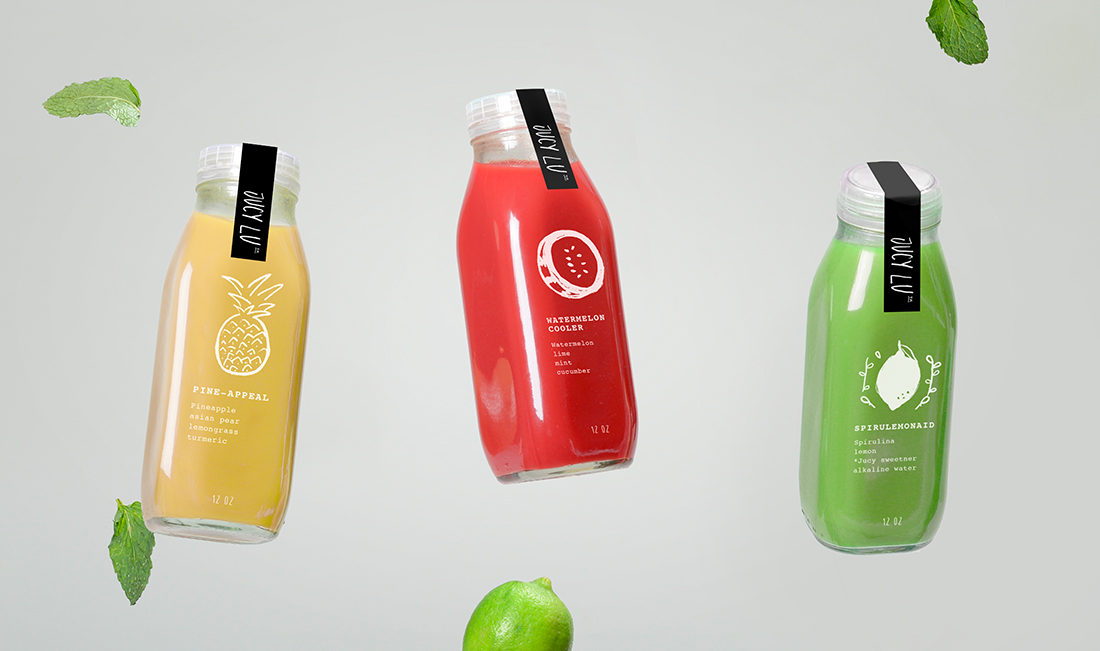 JUCY LU
PINE-APPEAL
Pineapple
asian pear
lemongrass
turmeric
12 OZ
JUCY LU
WATERMELON
COOLER
Watermelon
lime
mint
cucumber
12 OZ
JUCY LU
SPIRULEMONAID
Spirulina
lemon
*Jucy sweetner
alkaline water
12 OZ